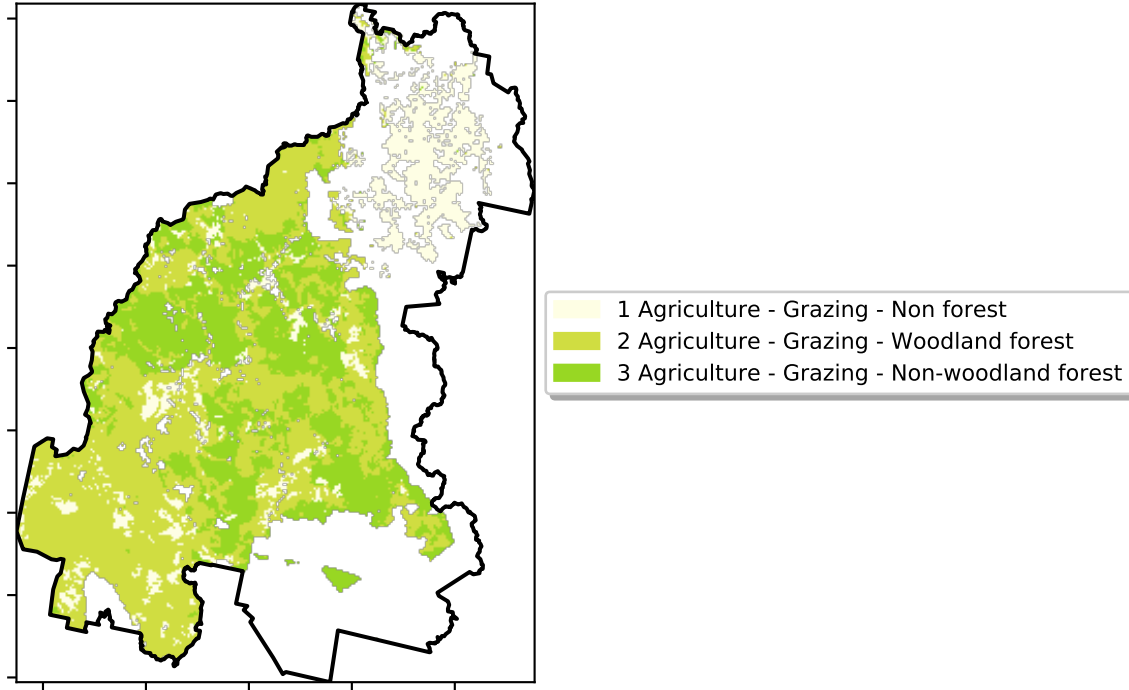 1 Agriculture - Grazing - Non forest
2 Agriculture - Grazing - Woodland forest
3 Agriculture - Grazing - Non-woodland forest